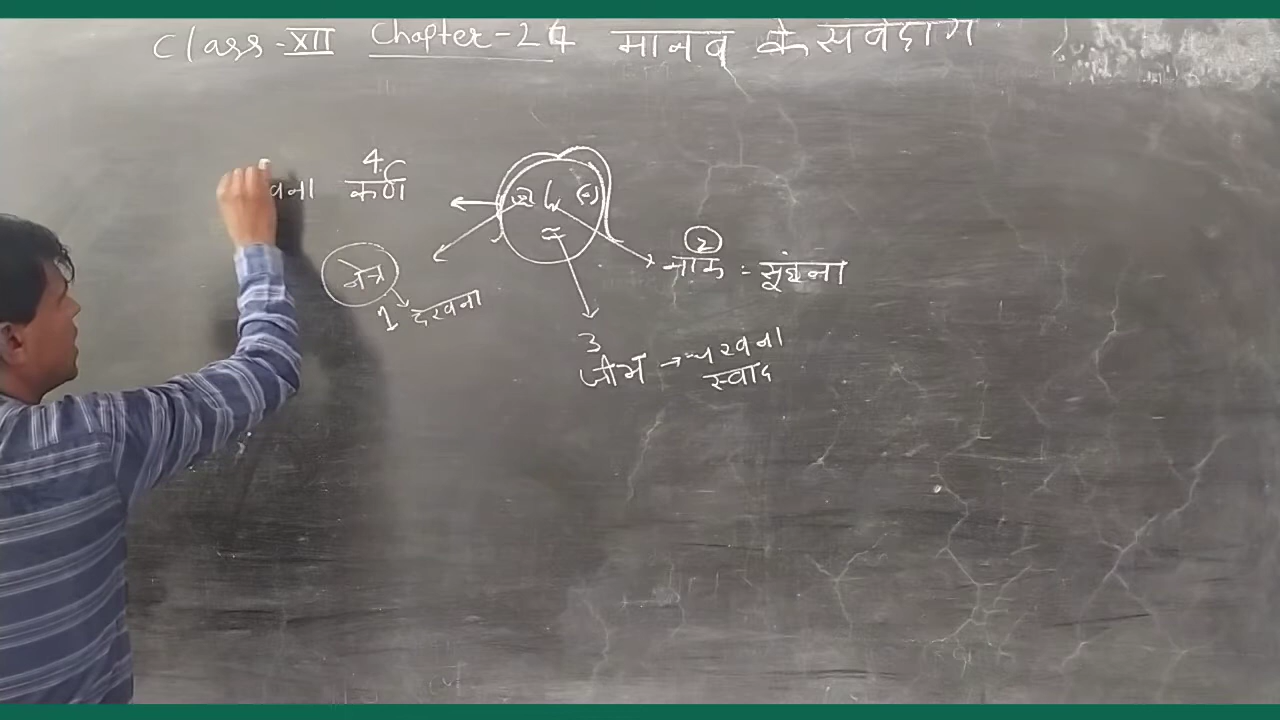 Class-XII Chapter-24 मानव के संवेदांग
4.
कर्ण
2
नाक = सूंघना
नेत्र
1 देखना
3
जीभ → चखना
स्वाद